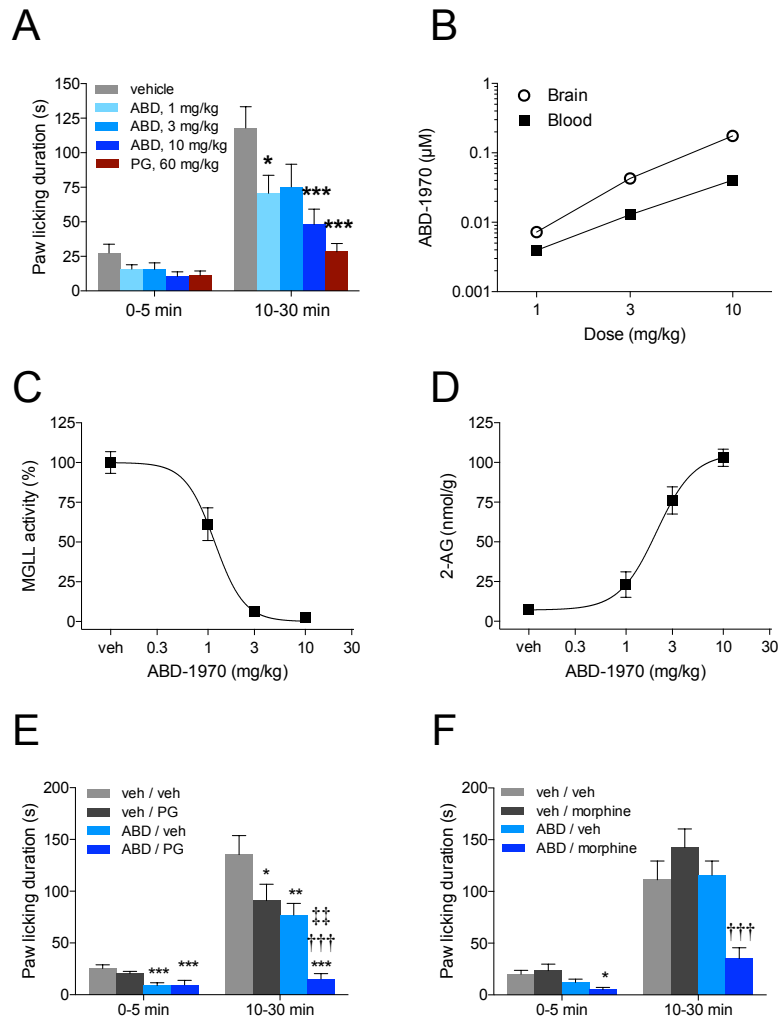 A
Paw licking duration (s)
150
125
100
75
50
25
0
vehicle
ABD, 1 mg/kg
ABD, 3 mg/kg
ABD, 10 mg/kg
PG, 60 mg/kg
*
***
***
0-5 min
10-30 min
B
ABD-1970 (µM)
1
0.1
0.01
0.001
Brain
Blood
1
3
10
Dose (mg/kg)
C
MGLL activity (%)
125
100
75
50
25
0
veh
0.3
1
3
10
30
ABD-1970 (mg/kg)
D
2-AG (nmol/g)
125
100
75
50
25
0
veh
0.3
1
3
10
30
ABD-1970 (mg/kg)
E
Paw licking duration (s)
200
150
100
50
0
veh / veh
veh / PG
ABD / veh
ABD / PG
***
***
*
**
‡‡
†††
***
0-5 min
10-30 min
F
Paw licking duration (s)
200
150
100
50
0
veh / veh
veh / morphine
ABD / veh
ABD / morphine
*
†††
0-5 min
10-30 min